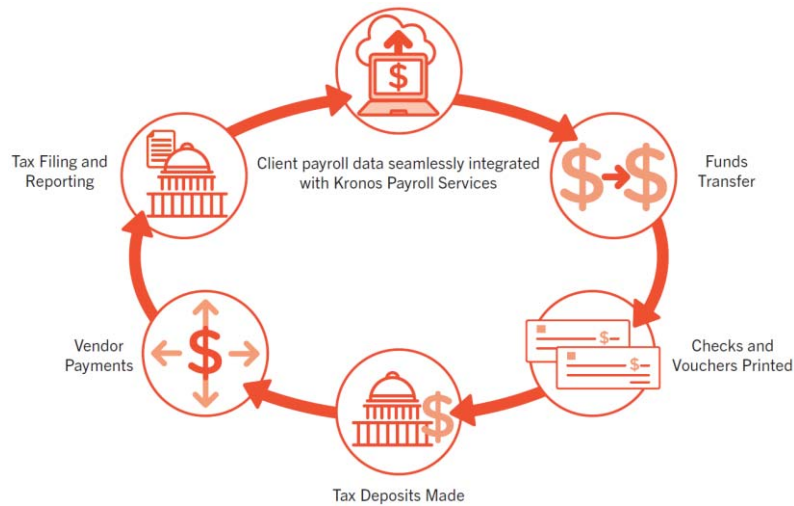 Client payroll data seamlessly integrated
with Kronos Payroll Services
$
Funds
Transfer
$ $
Checks and
Vouchers Printed
$
$
Tax Deposits Made
$
Vendor
Payments
$
Tax Filing and
Reporting